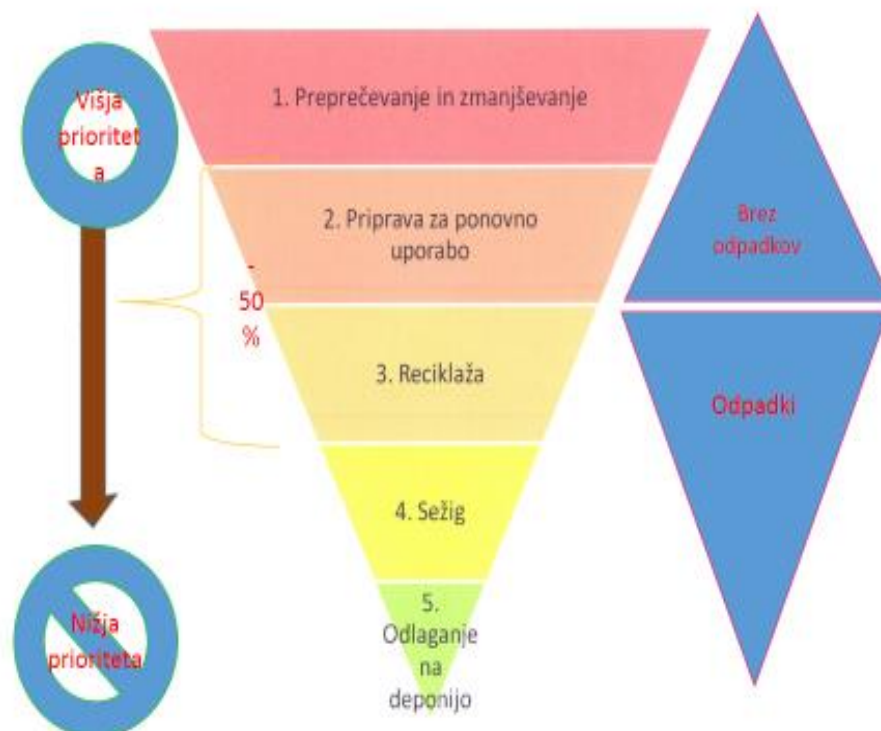 Višja
prioritet
a
1. Preprečevanje in zmanjševanje
2. Priprava za ponovno
uporabo
-
50
%
3. Reciklaža
4. Sežig
5.
Odlaganje
na
deponijo
Nižja
prioriteta
Brez
odpadkov
Odpadki